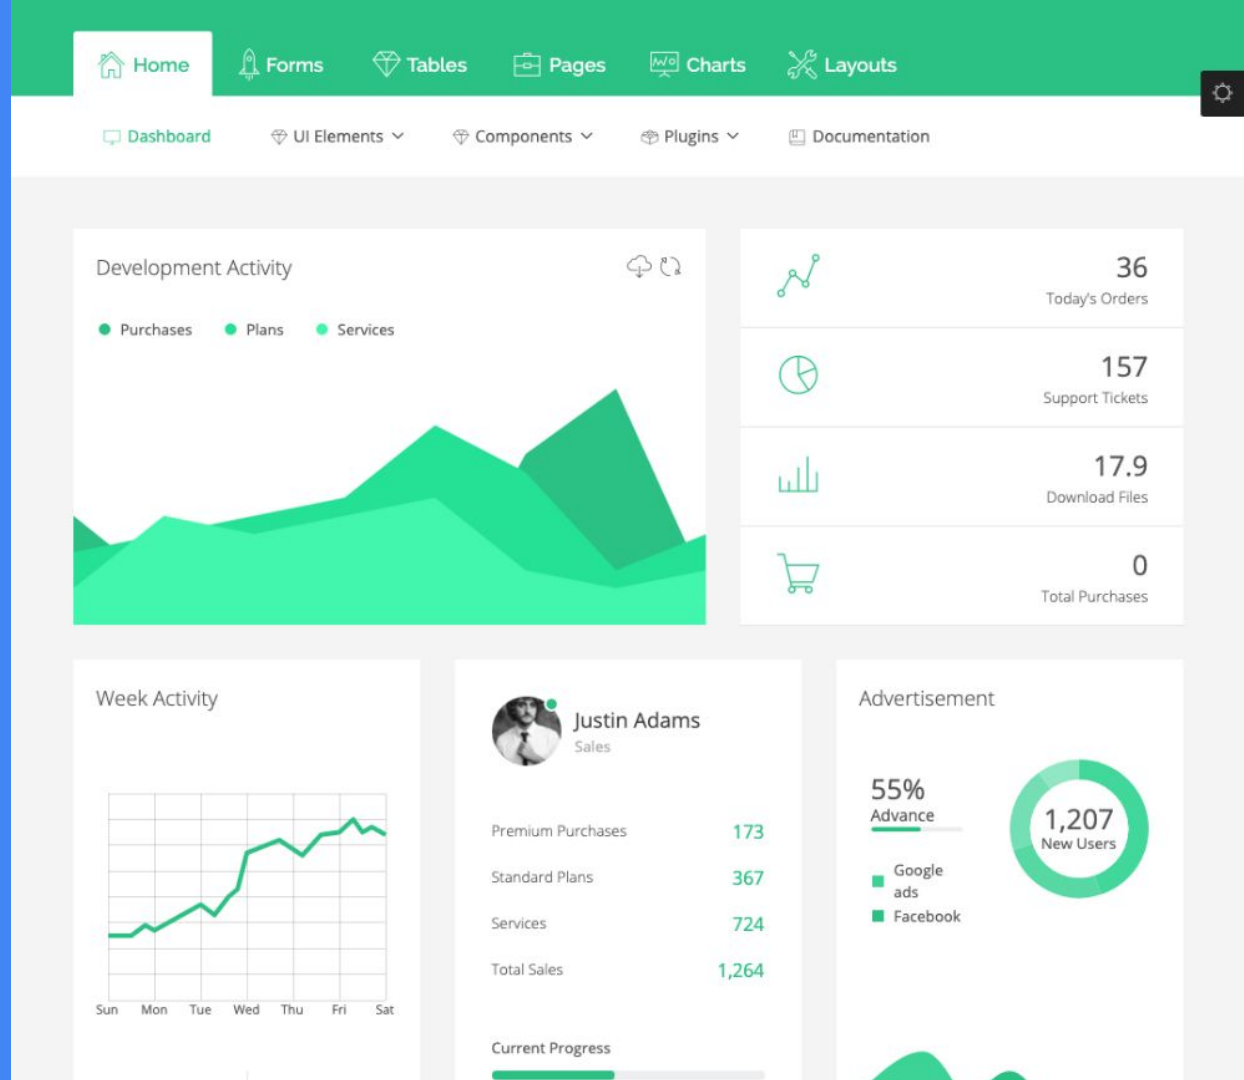 Home
Forms
Tables
Pages
Charts
Layouts
Dashboard
UI Elements
Components
Plugins
Documentation
Development Activity
Purchases
Plans
Services
36
Today's Orders
157
Support Tickets
17.9
Download Files
0
Total Purchases
Week Activity
Sun Mon Tue Wed Thu Fri Sat
Justin Adams
Sales
Premium Purchases 173
Standard Plans 367
Services 724
Total Sales 1,264
Current Progress
Advertisement
55%
Advance
Google
ads
Facebook
1,207
New Users